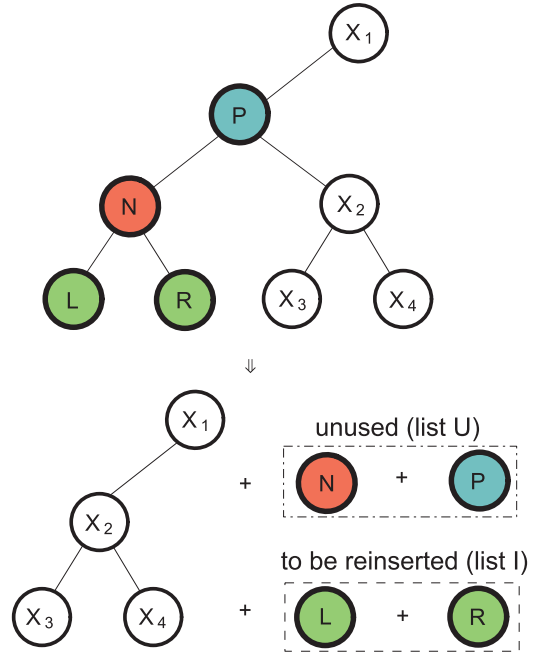 X1
P
N
X2
L
R
X3
X4
⇓
X1
unused (list U)
+
N
+
P
X2
to be reinserted (list I)
X3
X4
+
L
+
R